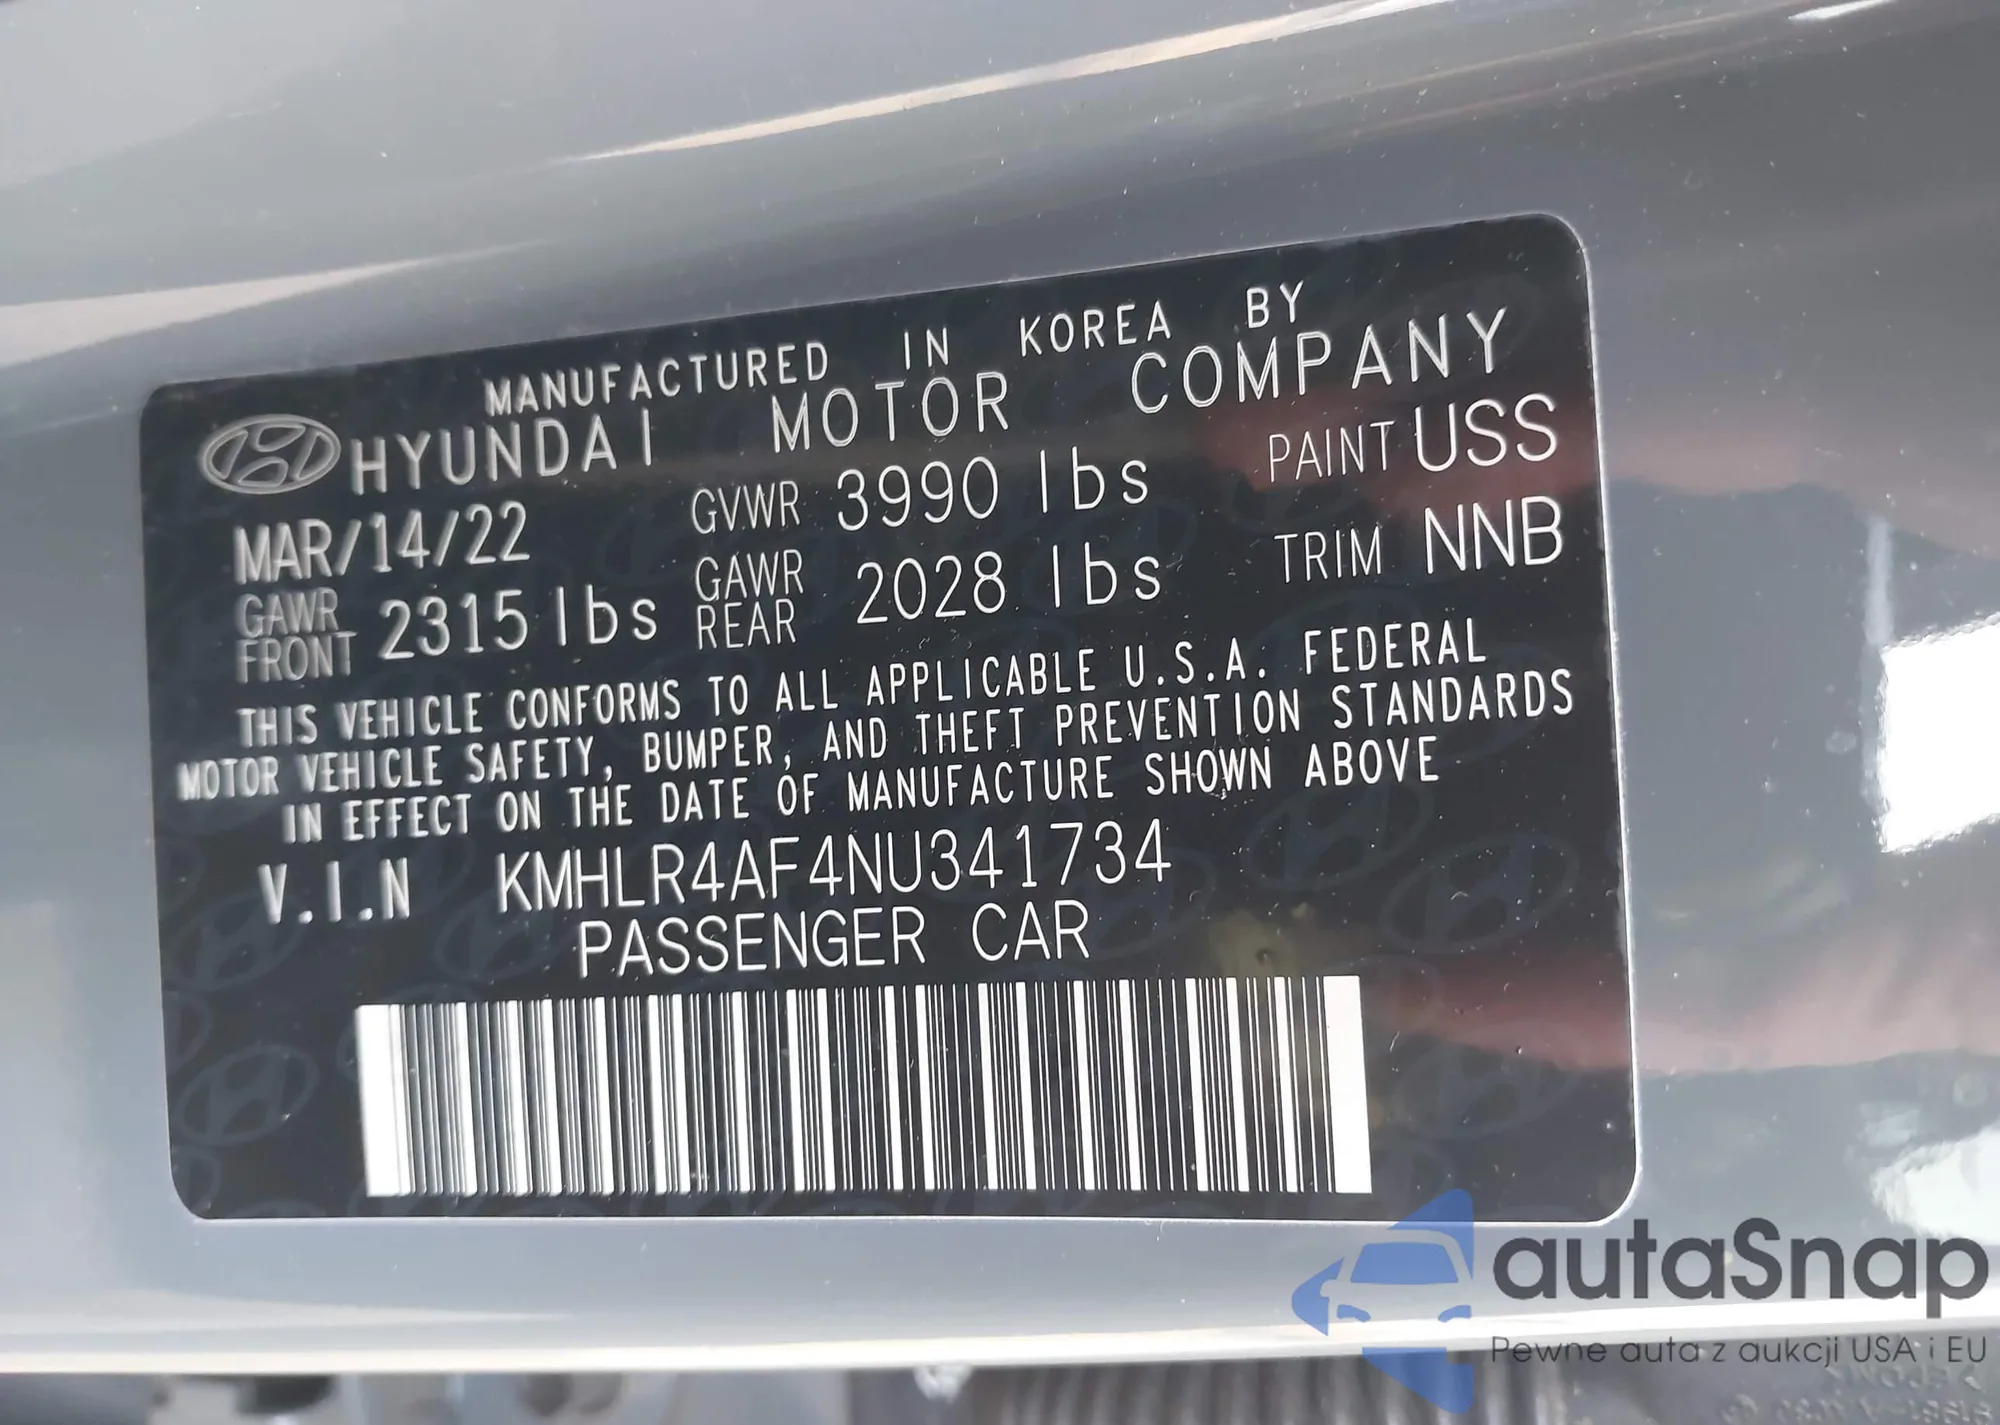 MANUFACTURED IN KOREA BY
HYUNDAI MOTOR COMPANY
MAR/14/22 GVWR 3990 lbs PAINT USS
GAWR FRONT 2315 lbs GAWR REAR 2028 lbs TRIM NNB
THIS VEHICLE CONFORMS TO ALL APPLICABLE U.S.A. FEDERAL
MOTOR VEHICLE SAFETY, BUMPER, AND THEFT PREVENTION STANDARDS
IN EFFECT ON THE DATE OF MANUFACTURE SHOWN ABOVE
V.I.N KMHLR4AF4NU341734
PASSENGER CAR
autaSnap
Pewne auta z aukcji USA i EU